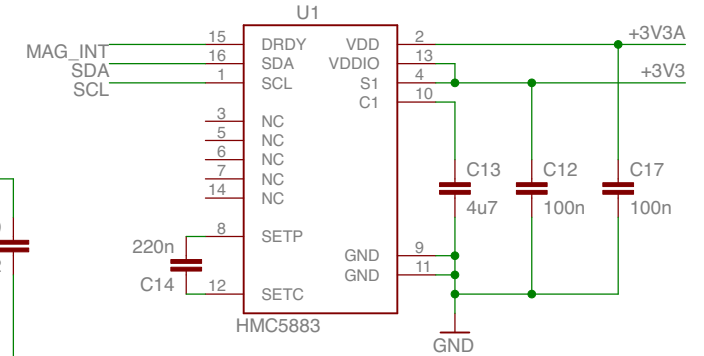 U1
15 DRDY VDD 2 +3V3A
MAG_INT 16 SDA VDDIO 13
SDA 1 SCL S1 4 +3V3
SCL C1 10
3 NC
5 NC
6 NC
7 NC
14 NC
C13 C12 C17
4u7 100n 100n
8 SETP
220n
GND 9
C14 GND 11
12 SETC
HMC5883
GND